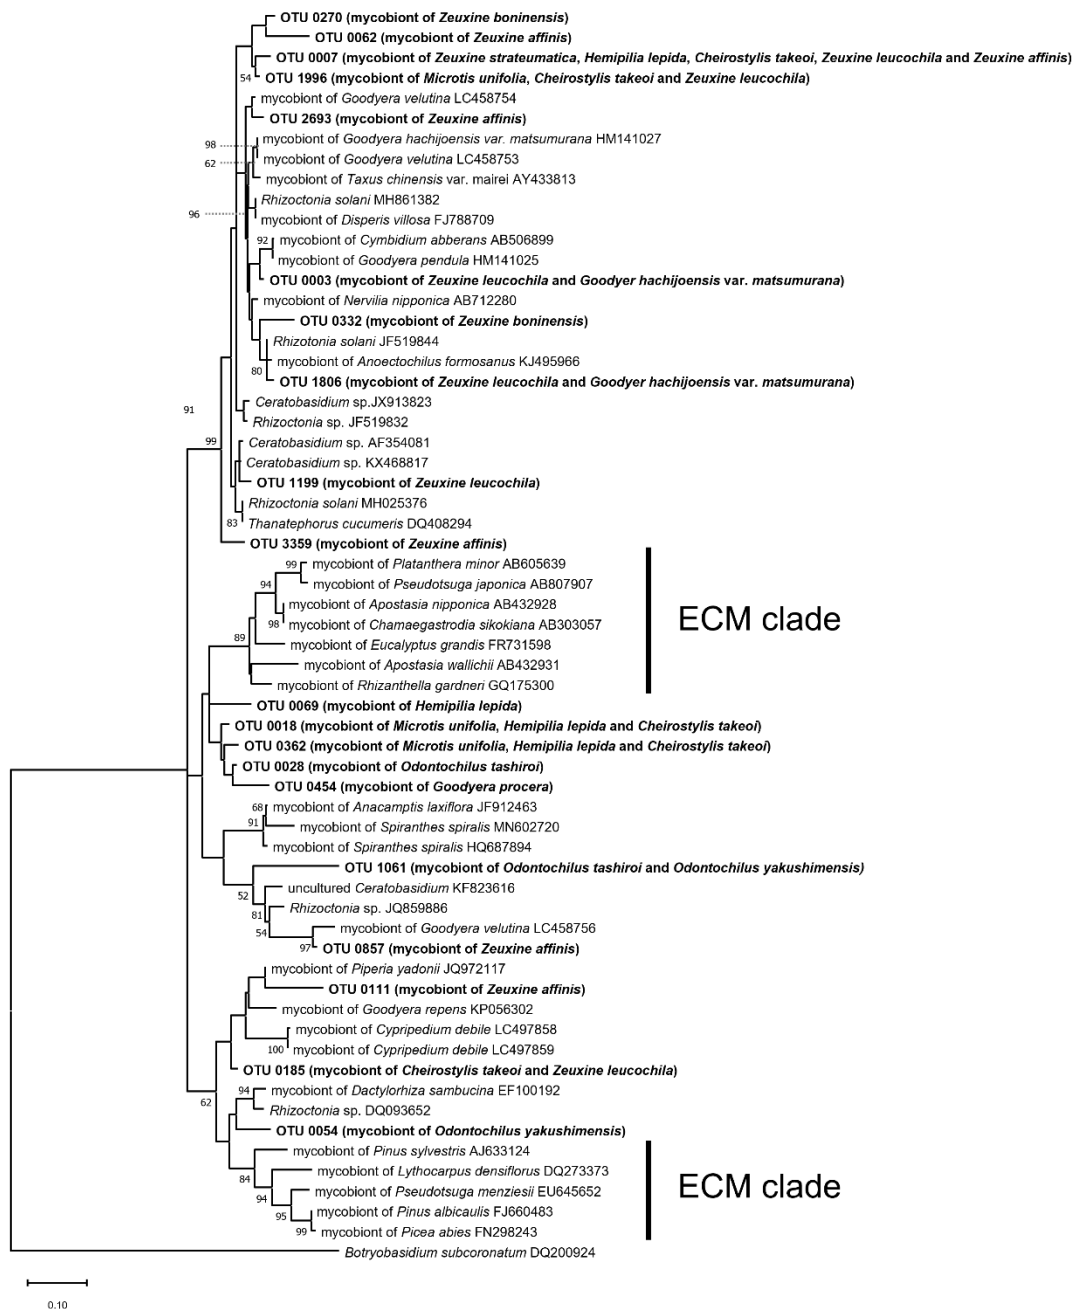 OTU 0270 (mycobiont of Zeuxine boninensis)
OTU 0062 (mycobiont of Zeuxine affinis)
OTU 0007 (mycobiont of Zeuxine strateumatica, Hemipilia lepida, Cheirostylis takeoi, Zeuxine leucochila and Zeuxine affinis)
54 OTU 1996 (mycobiont of Microtis unifolia, Cheirostylis takeoi and Zeuxine leucochila)
mycobiont of Goodyera velutina LC458754
OTU 2693 (mycobiont of Zeuxine affinis)
98 mycobiont of Goodyera hachijoensis var. matsumurana HM141027
62 mycobiont of Goodyera velutina LC458753
mycobiont of Taxus chinensis var. mairei AY433813
Rhizoctonia solani MH861382
96 mycobiont of Disperis villosa FJ788709
92 mycobiont of Cymbidium abberans AB506899
mycobiont of Goodyera pendula HM141025
OTU 0003 (mycobiont of Zeuxine leucochila and Goodyer hachijoensis var. matsumurana)
mycobiont of Nervilia nipponica AB712280
OTU 0332 (mycobiont of Zeuxine boninensis)
Rhizotonia solani JF519844
mycobiont of Anoectochilus formosanus KJ495966
80 OTU 1806 (mycobiont of Zeuxine leucochila and Goodyer hachijoensis var. matsumurana)
Ceratobasidium sp.JX913823
91 Rhizoctonia sp. JF519832
99 Ceratobasidium sp. AF354081
Ceratobasidium sp. KX468817
OTU 1199 (mycobiont of Zeuxine leucochila)
Rhizoctonia solani MH025376
83 Thanatephorus cucumeris DQ408294
OTU 3359 (mycobiont of Zeuxine affinis)
99 mycobiont of Platanthera minor AB605639
94 mycobiont of Pseudotsuga japonica AB807907
mycobiont of Apostasia nipponica AB432928
98 mycobiont of Chamaegastrodia sikokiana AB303057
ECM clade
89 mycobiont of Eucalyptus grandis FR731598
mycobiont of Apostasia wallichii AB432931
mycobiont of Rhizanthella gardneri GQ175300
OTU 0069 (mycobiont of Hemipilia lepida)
OTU 0018 (mycobiont of Microtis unifolia, Hemipilia lepida and Cheirostylis takeoi)
OTU 0362 (mycobiont of Microtis unifolia, Hemipilia lepida and Cheirostylis takeoi)
OTU 0028 (mycobiont of Odontochilus tashiroi)
OTU 0454 (mycobiont of Goodyera procera)
68 mycobiont of Anacamptis laxiflora JF912463
91 mycobiont of Spiranthes spiralis MN602720
mycobiont of Spiranthes spiralis HQ687894
OTU 1061 (mycobiont of Odontochilus tashiroi and Odontochilus yakushimensis)
52 uncultured Ceratobasidium KF823616
81 Rhizoctonia sp. JQ859886
54 mycobiont of Goodyera velutina LC458756
97 OTU 0857 (mycobiont of Zeuxine affinis)
mycobiont of Piperia yadonii JQ972117
OTU 0111 (mycobiont of Zeuxine affinis)
mycobiont of Goodyera repens KP056302
mycobiont of Cypripedium debile LC497858
100 mycobiont of Cypripedium debile LC497859
OTU 0185 (mycobiont of Cheirostylis takeoi and Zeuxine leucochila)
62 94 mycobiont of Dactylorhiza sambucina EF100192
Rhizoctonia sp. DQ093652
OTU 0054 (mycobiont of Odontochilus yakushimensis)
mycobiont of Pinus sylvestris AJ633124
84 mycobiont of Lythocarpus densiflorus DQ273373
94 mycobiont of Pseudotsuga menziesii EU645652
ECM clade
95 mycobiont of Pinus albicaulis FJ660483
99 mycobiont of Picea abies FN298243
Botryobasidium subcoronatum DQ200924
0.10